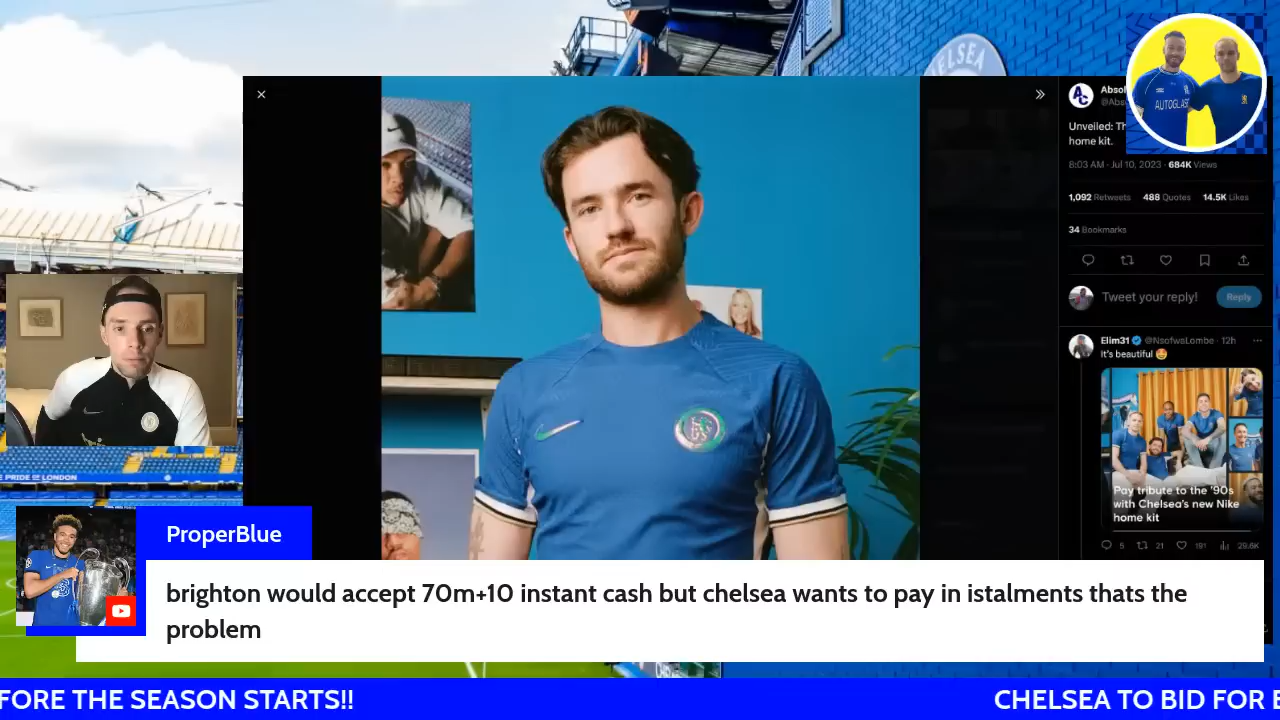 ELSEA
AUTOGLASS
Absol
@Abs
Unveiled: Th
home kit.
8:03 AM · Jul 10, 2023 · 684K Views
1,092 Retweets 488 Quotes 14.5K Likes
34 Bookmarks
Tweet your reply! Reply
Elim31 @NsofwaLombe · 12h
It's beautiful 🤩
Pay tribute to the '90s
with Chelsea's new Nike
home kit
5 21 191 29.6K
E PRIDE OF LONDON
ProperBlue
brighton would accept 70m+10 instant cash but chelsea wants to pay in istalments thats the
problem
FORE THE SEASON STARTS!! CHELSEA TO BID FOR E